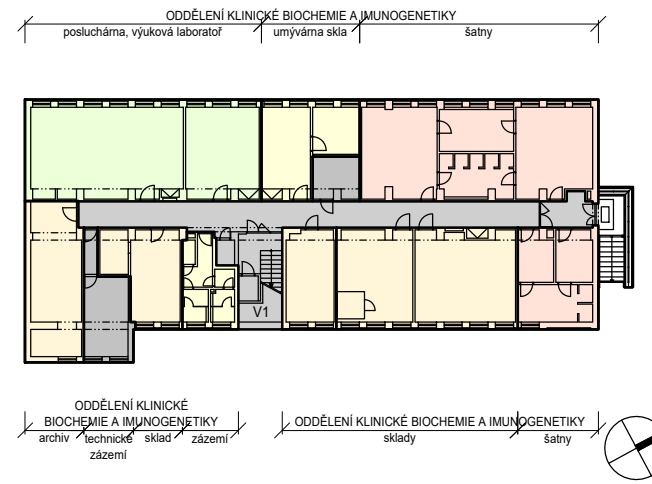 ODDĚLENÍ KLINICKÉ BIOCHEMIE A IMUNOGENETIKY
posluchárna, výuková laboratoř umývárna skla šatny
V1
ODDĚLENÍ KLINICKÉ
BIOCHEMIE A IMUNOGENETIKY
archiv technické sklad zázemí
zázemí
ODDĚLENÍ KLINICKÉ BIOCHEMIE A IMUNOGENETIKY
sklady šatny